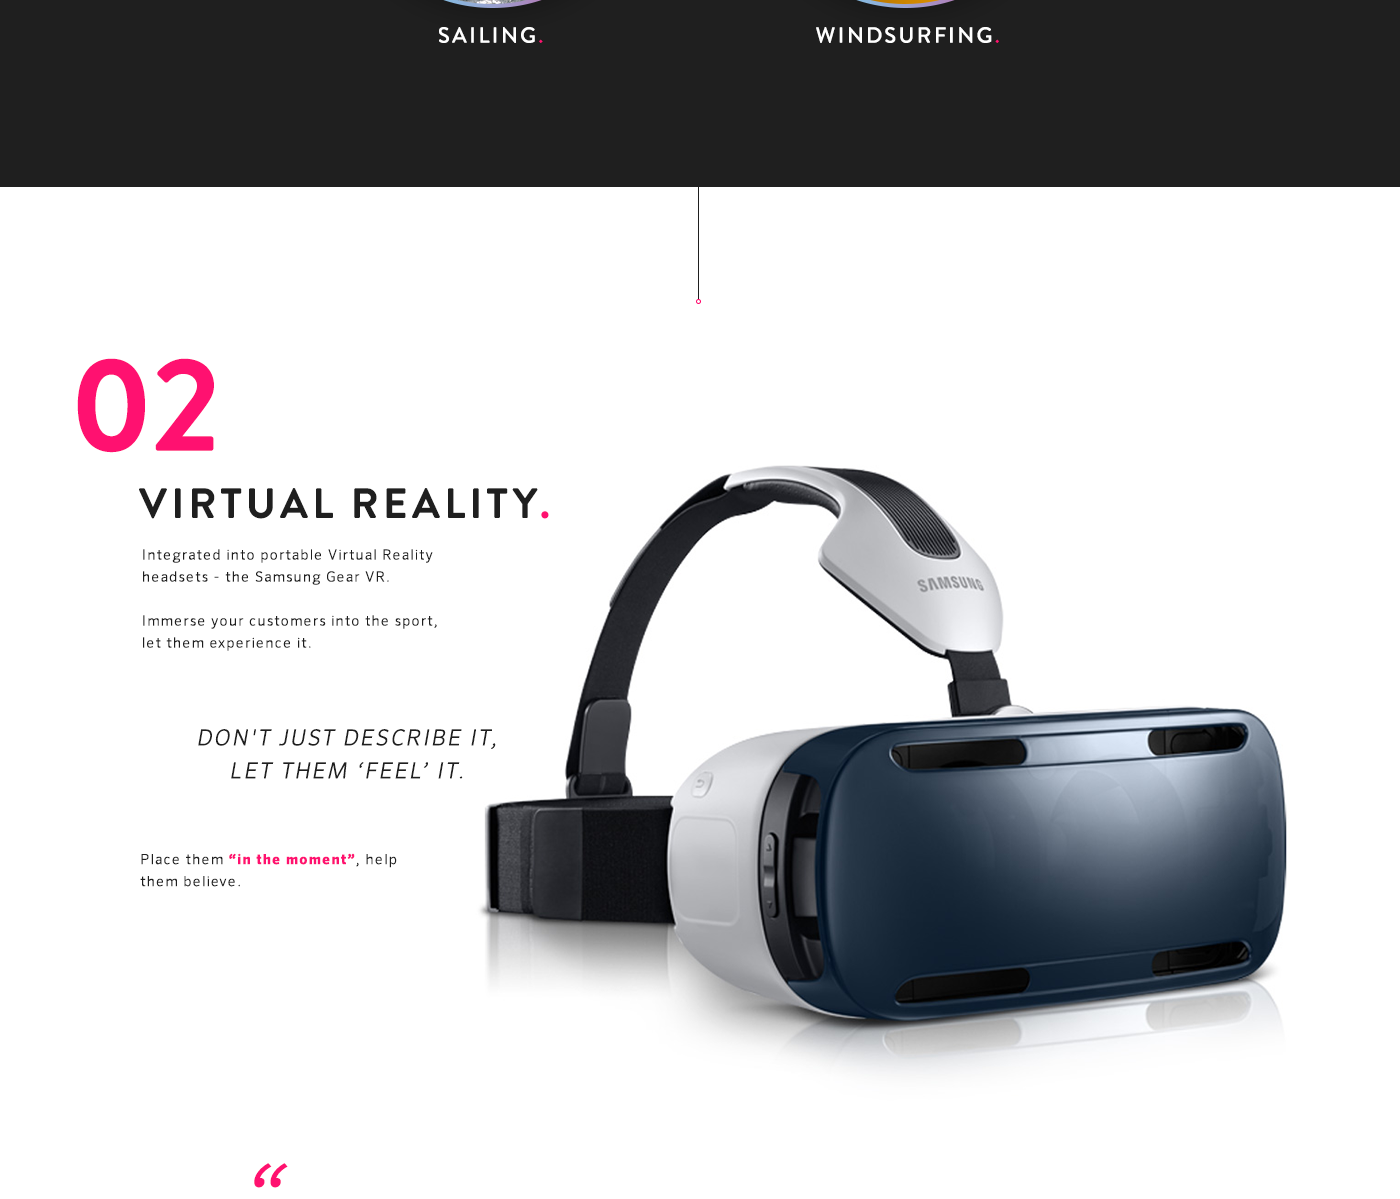 SAILING.
WINDSURFING.
02
VIRTUAL REALITY.
Integrated into portable Virtual Reality
headsets - the Samsung Gear VR.
Immerse your customers into the sport,
let them experience it.
SAMSUNG
DON'T JUST DESCRIBE IT,
LET THEM ‘FEEL’ IT.
Place them “in the moment”, help
them believe.
“